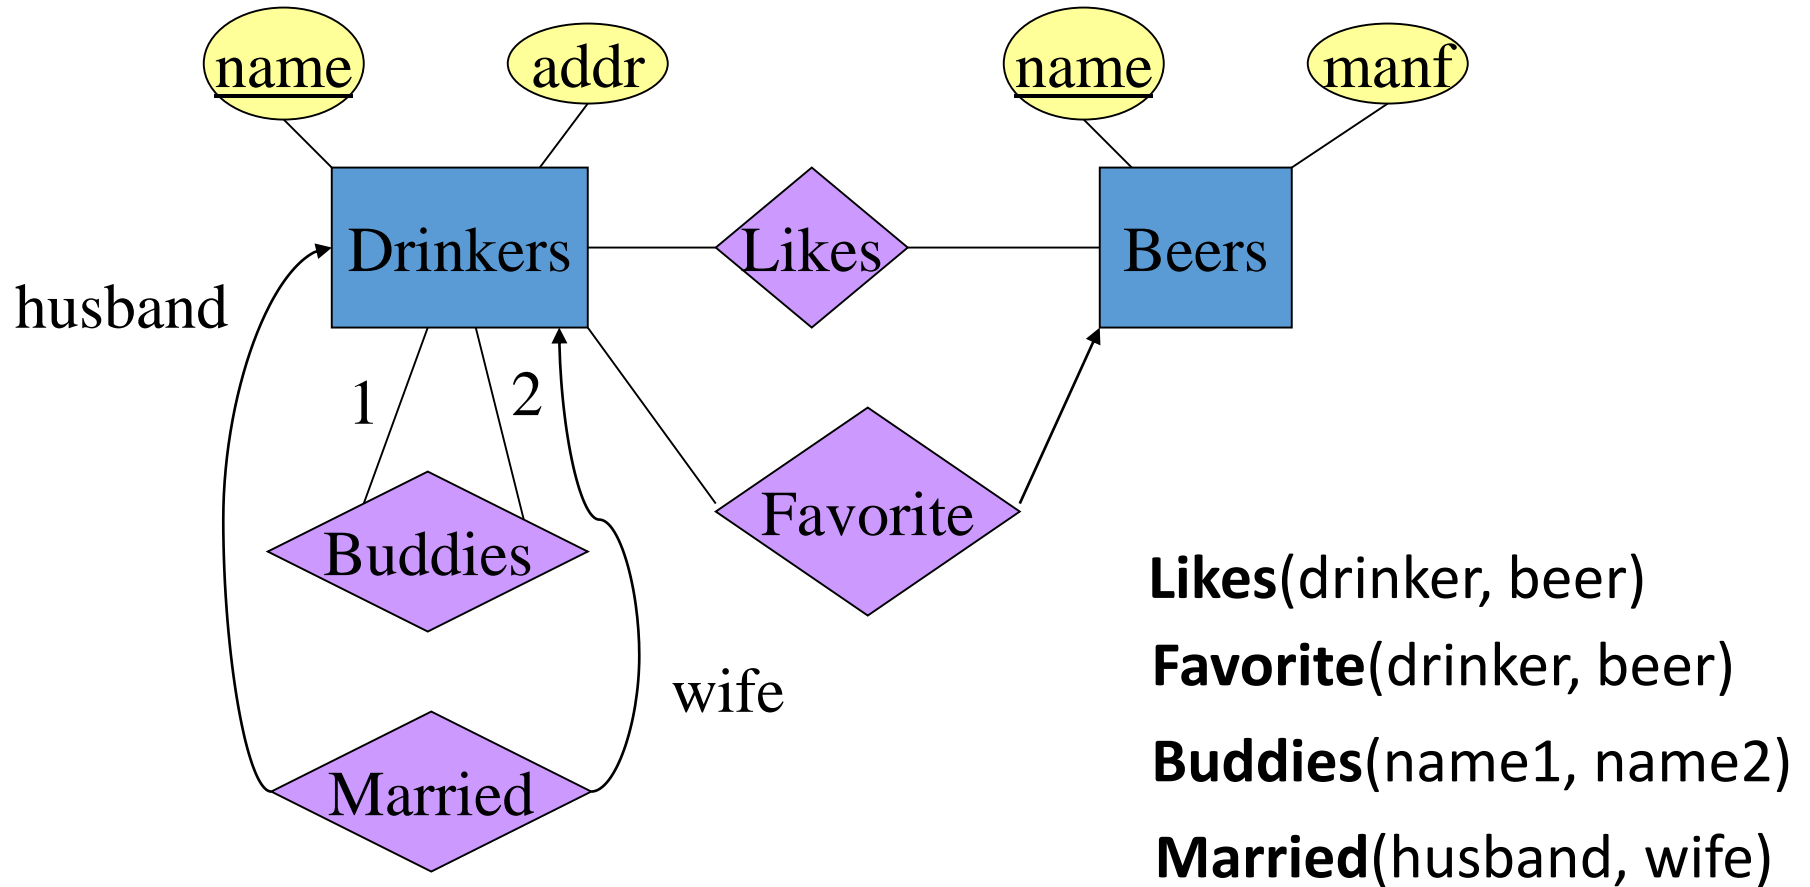 name
addr
name
manf
Drinkers
Likes
Beers
husband
1
2
Buddies
Favorite
wife
Married
Likes(drinker, beer)
Favorite(drinker, beer)
Buddies(name1, name2)
Married(husband, wife)